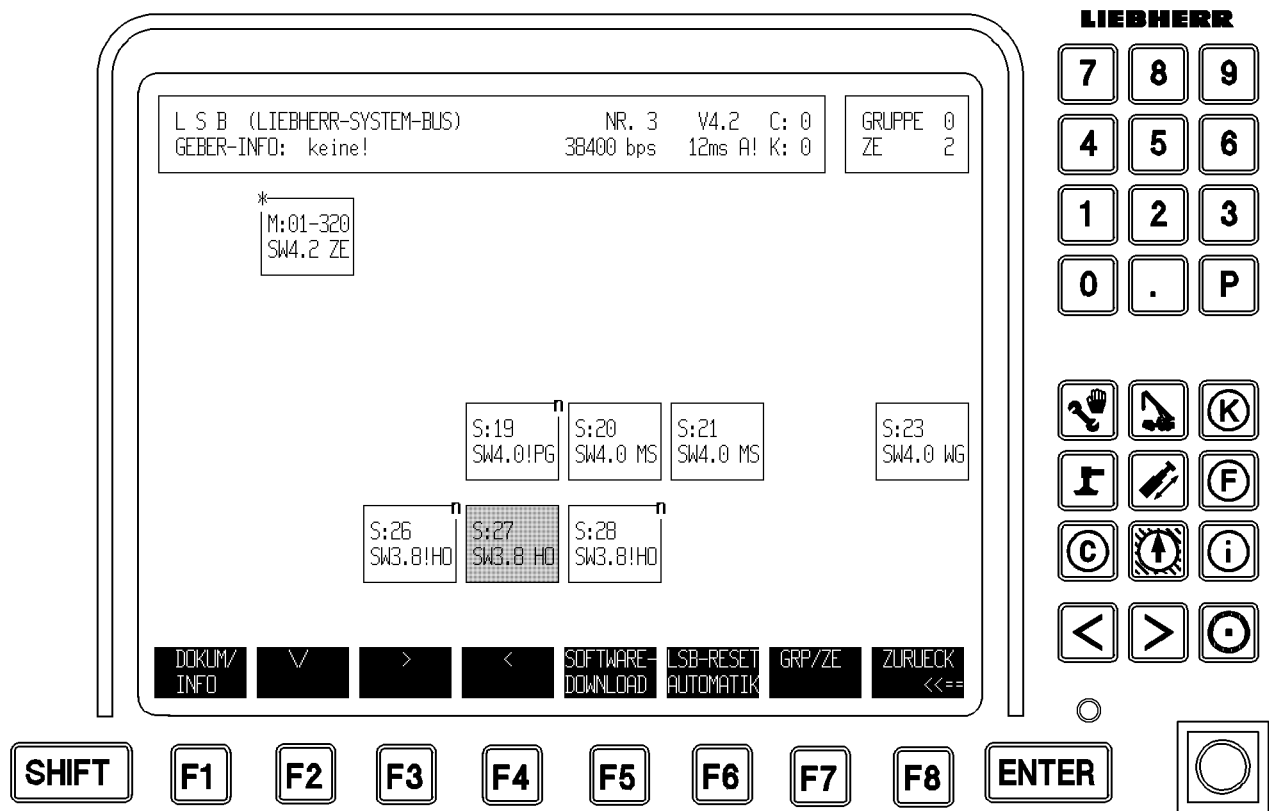 LIEBHERR
L S B (LIEBHERR-SYSTEM-BUS) NR. 3 V4.2 C: 0
GEBER-INFO: keine! 38400 bps 12ms A! K: 0
GRUPPE 0
ZE 2
*
M:01-320
SW4.2 ZE
n
S:19
SW4.0!PG
S:20
SW4.0 MS
S:21
SW4.0 MS
S:23
SW4.0 WG
n
S:26
SW3.8!HO
S:27
SW3.8 HO
n
S:28
SW3.8!HO
DOKUM/
INFO
\/
>
<
SOFTWARE-
DOWNLOAD
LSB-RESET
AUTOMATIK
GRP/ZE
ZURUECK
<<==
7 8 9
4 5 6
1 2 3
0 . P
K
F
C i
< >
SHIFT F1 F2 F3 F4 F5 F6 F7 F8 ENTER